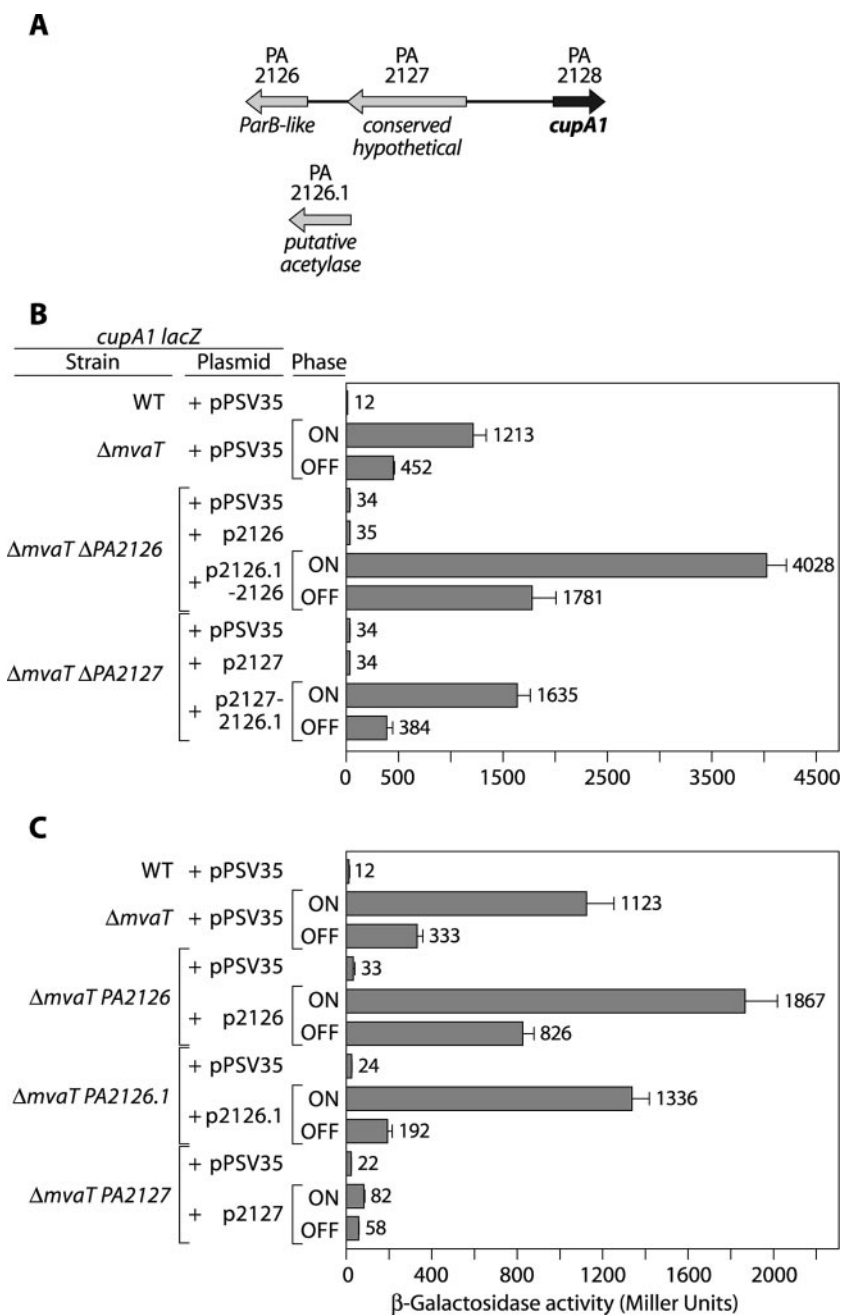 A
PA PA PA
2126 2127 2128
ParB-like conserved cupA1
hypothetical
PA
2126.1
putative
acetylase
B
cupA1 lacZ
Strain Plasmid Phase
WT + pPSV35 12
ΔmvaT + pPSV35 ON 1213
OFF 452
ΔmvaT ΔPA2126 + pPSV35 34
+ p2126 35
+ p2126.1 ON 4028
-2126 OFF 1781
ΔmvaT ΔPA2127 + pPSV35 34
+ p2127 34
+ p2127- ON 1635
2126.1 OFF 384
0 500 1500 2500 3500 4500
C
WT + pPSV35 12
ΔmvaT + pPSV35 ON 1123
OFF 333
ΔmvaT PA2126 + pPSV35 33
+ p2126 ON 1867
OFF 826
ΔmvaT PA2126.1 + pPSV35 24
+ p2126.1 ON 1336
OFF 192
ΔmvaT PA2127 + pPSV35 22
+ p2127 ON 82
OFF 58
0 400 800 1200 1600 2000
β-Galactosidase activity (Miller Units)